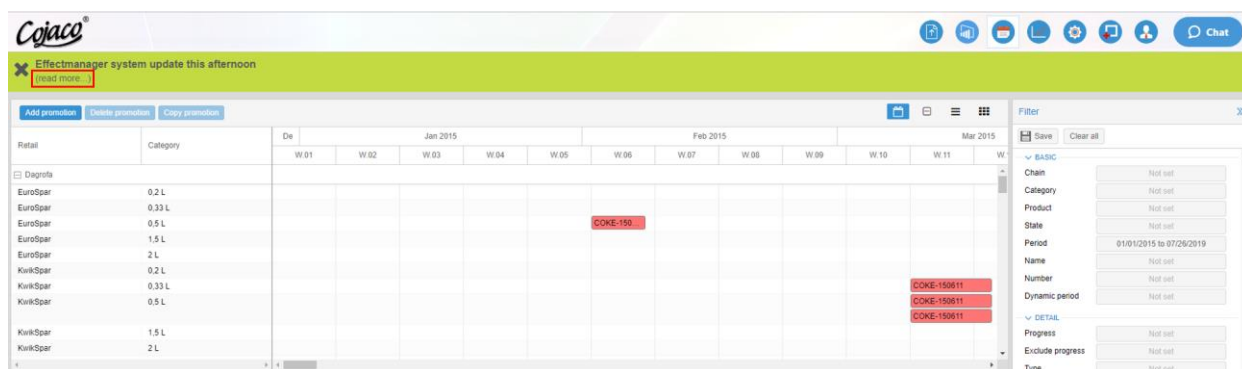 Cojaco®
Chat
Effectmanager system update this afternoon
(read more...)
Add promotion Delete promotion Copy promotion
Filter
Retail Category
De Jan 2015 Feb 2015 Mar 2015
W.01 W.02 W.03 W.04 W.05 W.06 W.07 W.08 W.09 W.10 W.11 W.
Save Clear all
BASIC
Dagrofa
Chain Not set
EuroSpar 0,2 L
Category Not set
EuroSpar 0,33 L
Product Not set
EuroSpar 0,5 L COKE-150...
State Not set
EuroSpar 1,5 L
Period 01/01/2015 to 07/26/2019
EuroSpar 2 L
Name Not set
KwikSpar 0,2 L
Number Not set
KwikSpar 0,33 L COKE-150611
Dynamic period Not set
KwikSpar 0,5 L COKE-150611
COKE-150611
DETAIL
KwikSpar 1,5 L
Progress Not set
KwikSpar 2 L
Exclude progress Not set
Type Not set